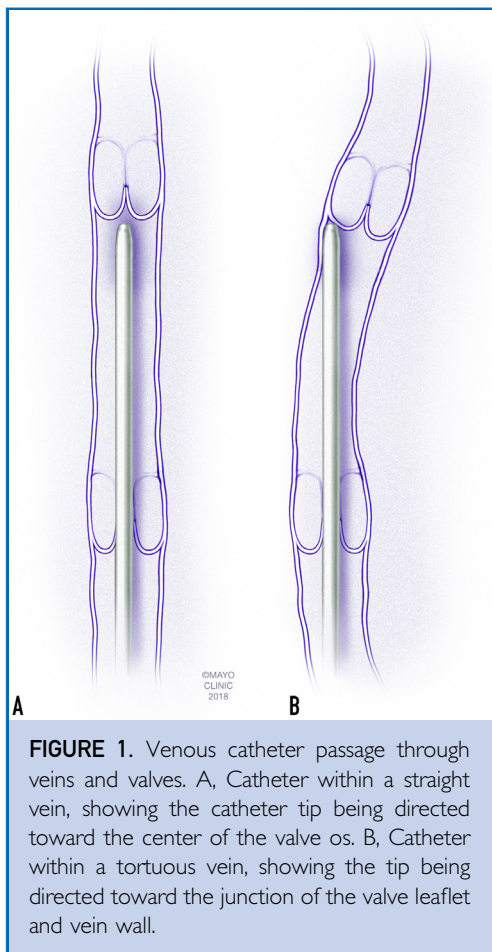 ©MAYO
CLINIC
2018
A
B
FIGURE 1. Venous catheter passage through
veins and valves. A, Catheter within a straight
vein, showing the catheter tip being directed
toward the center of the valve os. B, Catheter
within a tortuous vein, showing the tip being
directed toward the junction of the valve leaflet
and vein wall.